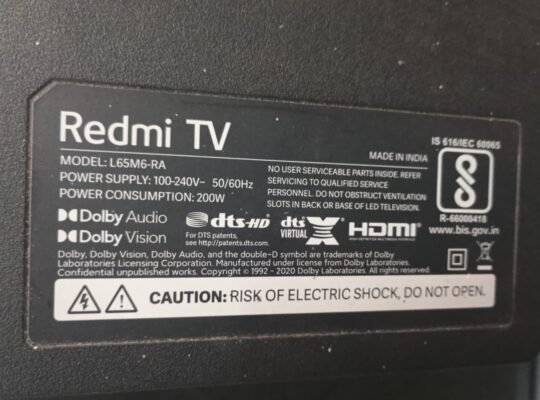 Redmi TV
MODEL: L65M6-RA
POWER SUPPLY: 100-240V~ 50/60Hz
POWER CONSUMPTION: 200W
MADE IN INDIA
NO USER SERVICEABLE PARTS INSIDE. REFER
SERVICING TO QUALIFIED SERVICE
PERSONNEL. DO NOT OBSTRUCT VENTILATION
SLOTS IN BACK OR BASE OF LED TELEVISION.
IS 616/IEC 60065
R-66000418
www.bis.gov.in
Dolby Audio
Dolby Vision
dts-HD
For DTS patents,
see http://patents.dts.com.
dts
VIRTUAL X
HDMI
HIGH-DEFINITION MULTIMEDIA INTERFACE
Dolby, Dolby Vision, Dolby Audio, and the double-D symbol are trademarks of Dolby
Laboratories Licensing Corporation. Manufactured under license from Dolby Laboratories.
Confidential unpublished works. Copyright © 1992 - 2020 Dolby Laboratories. All rights reserved.
CAUTION: RISK OF ELECTRIC SHOCK, DO NOT OPEN.